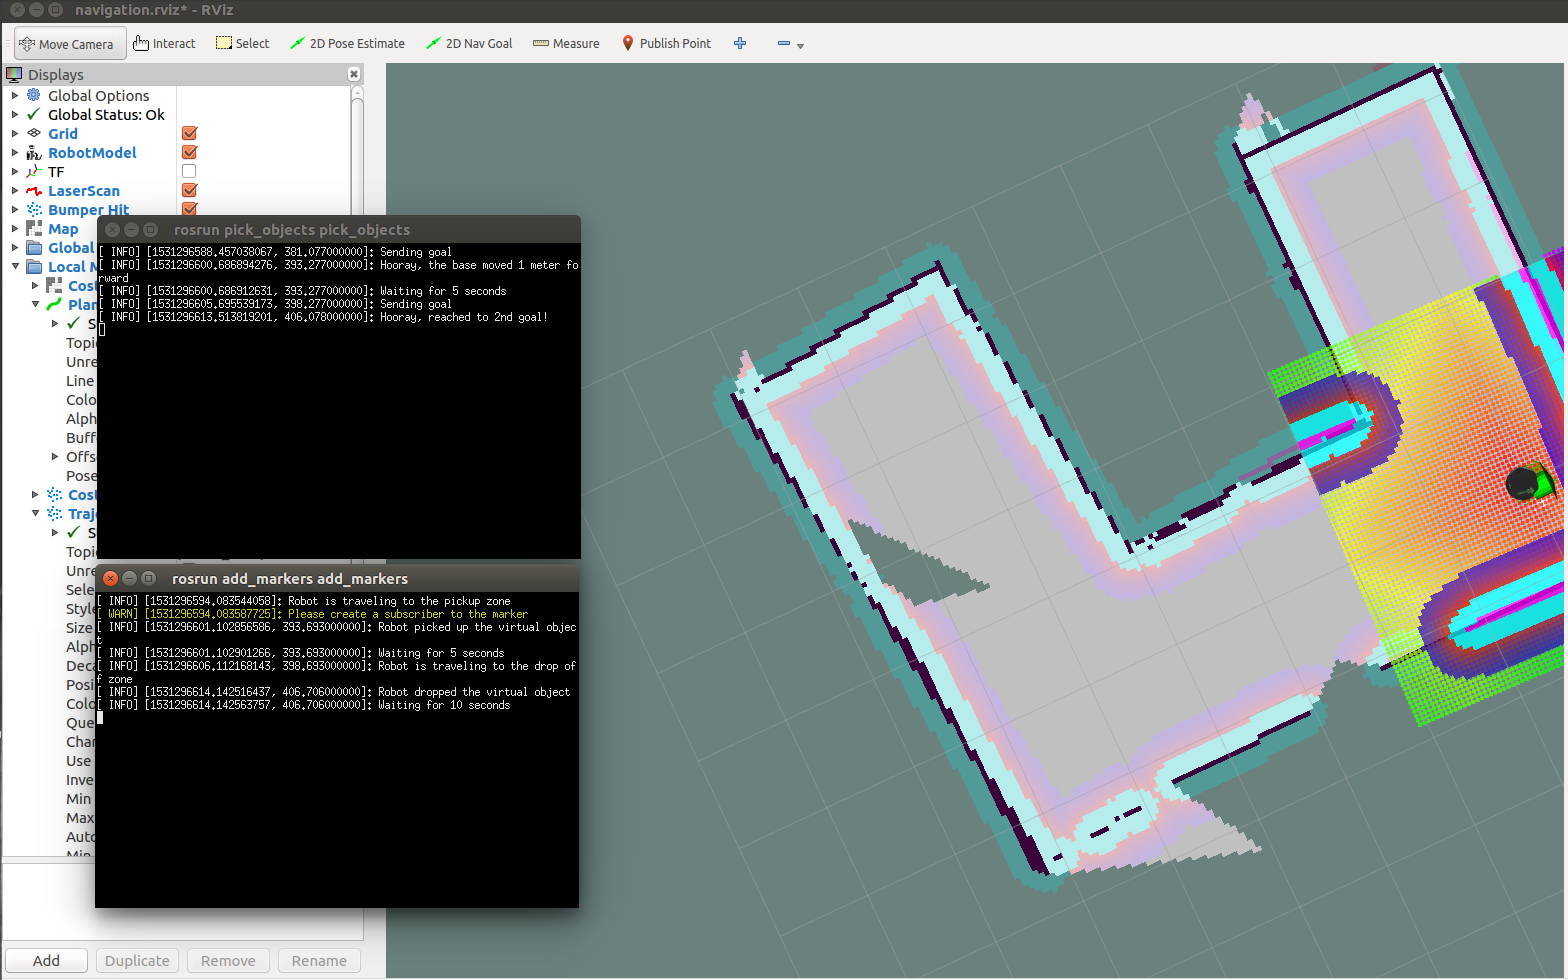 navigation.rviz* - RViz
Move Camera Interact Select 2D Pose Estimate 2D Nav Goal Measure Publish Point
Displays
Global Options
Global Status: Ok
Grid
RobotModel
TF
LaserScan
Bumper Hit
Map
Global
Local M
Cost
Plan
S
Topi
Unre
Line
Colo
Alph
Buff
Offs
Pose
Cost
Traje
S
Topi
Unre
Sele
Style
Size
Alph
Deca
Posi
Colo
Que
Chan
Use
Inve
Min
Max
Auto
Min
Add Duplicate Remove Rename
rosrun pick_objects pick_objects
[ INFO] [1531296588.457038067, 381.077000000]: Sending goal
[ INFO] [1531296600.686894276, 393.277000000]: Hooray, the base moved 1 meter fo
rward
[ INFO] [1531296600.686912631, 393.277000000]: Waiting for 5 seconds
[ INFO] [1531296605.695539173, 398.277000000]: Sending goal
[ INFO] [1531296613.513819201, 406.078000000]: Hooray, reached to 2nd goal!
rosrun add_markers add_markers
[ INFO] [1531296594.083544058]: Robot is traveling to the pickup zone
[ WARN] [1531296594.083587725]: Please create a subscriber to the marker
[ INFO] [1531296601.102856586, 393.693000000]: Robot picked up the virtual objec
t
[ INFO] [1531296601.102901266, 393.693000000]: Waiting for 5 seconds
[ INFO] [1531296606.112168143, 398.693000000]: Robot is traveling to the drop of
f zone
[ INFO] [1531296614.142516437, 406.706000000]: Robot dropped the virtual object
[ INFO] [1531296614.142563757, 406.706000000]: Waiting for 10 seconds